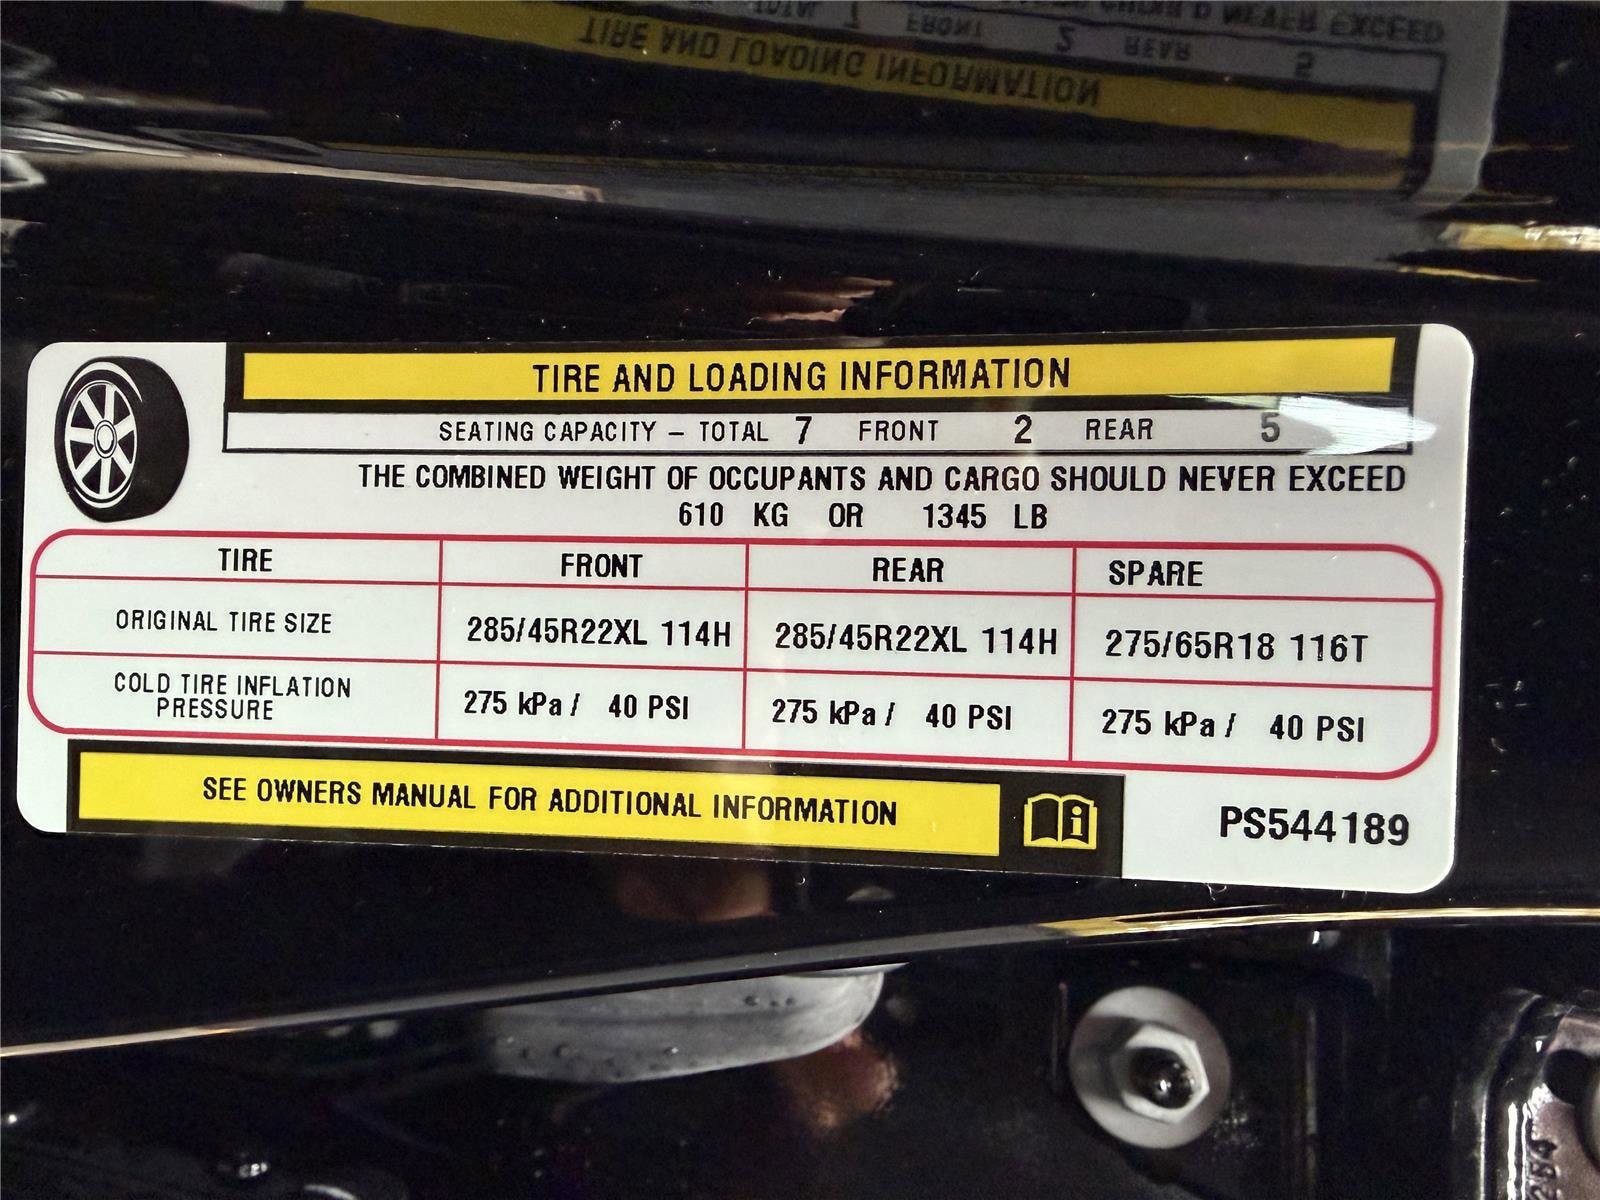 TIRE AND LOADING INFORMATION
SEATING CAPACITY – TOTAL 7 FRONT 2 REAR 5
THE COMBINED WEIGHT OF OCCUPANTS AND CARGO SHOULD NEVER EXCEED
610 KG OR 1345 LB
TIRE FRONT REAR SPARE
ORIGINAL TIRE SIZE 285/45R22XL 114H 285/45R22XL 114H 275/65R18 116T
COLD TIRE INFLATION PRESSURE 275 kPa / 40 PSI 275 kPa / 40 PSI 275 kPa / 40 PSI
SEE OWNERS MANUAL FOR ADDITIONAL INFORMATION
PS544189